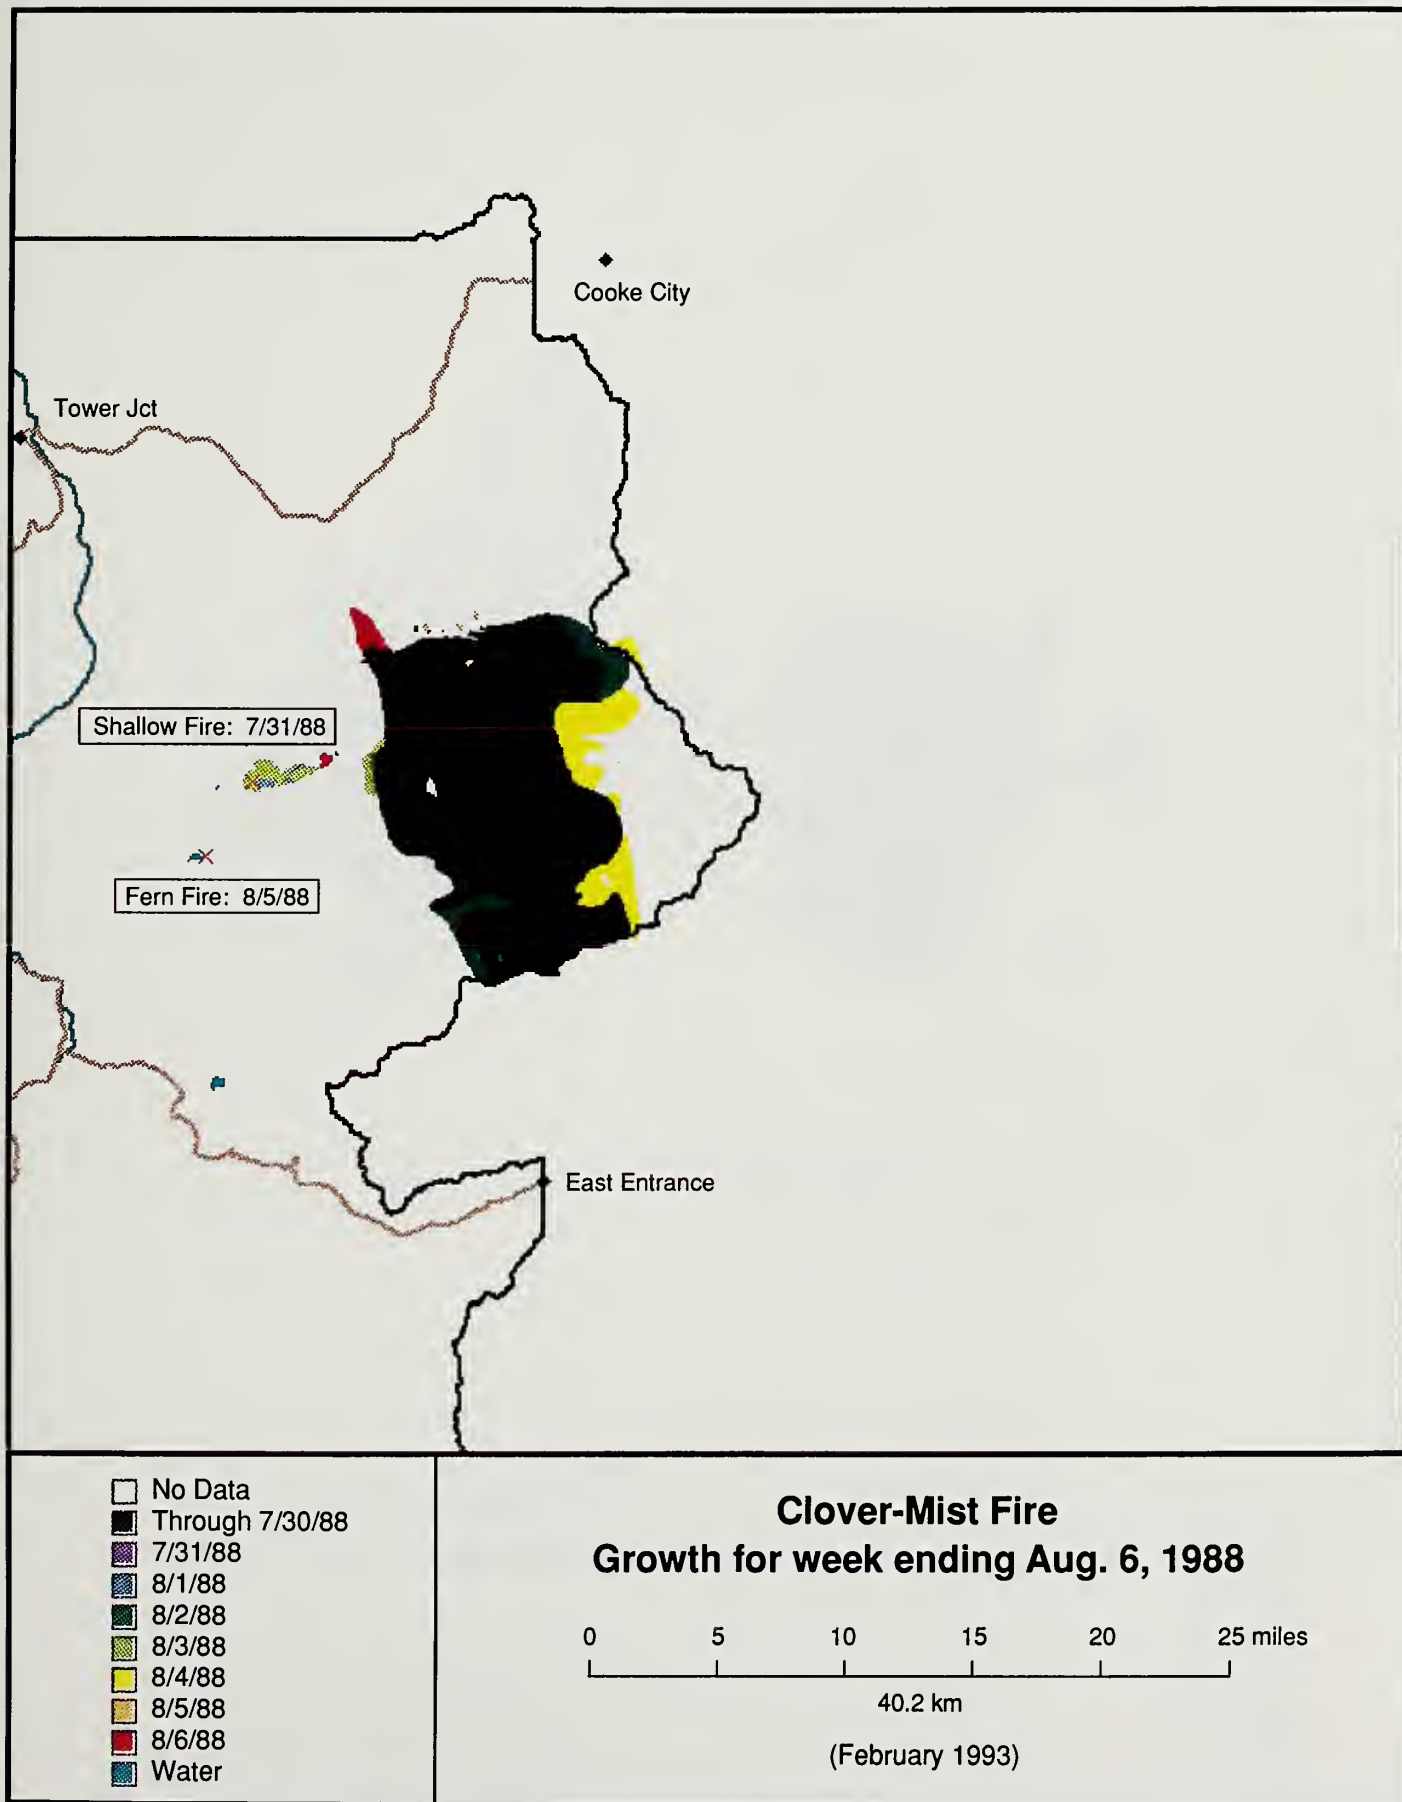 Cooke City
Tower Jct
Shallow Fire: 7/31/88
Fern Fire: 8/5/88
East Entrance
No Data
Through 7/30/88
7/31/88
8/1/88
8/2/88
8/3/88
8/4/88
8/5/88
8/6/88
Water
Clover-Mist Fire
Growth for week ending Aug. 6, 1988
0 5 10 15 20 25 miles
40.2 km
(February 1993)